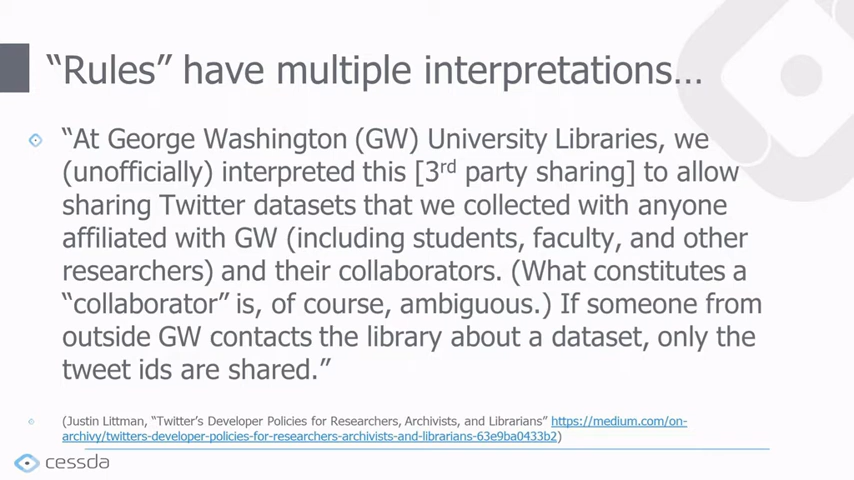 “Rules” have multiple interpretations…
“At George Washington (GW) University Libraries, we
(unofficially) interpreted this [3rd party sharing] to allow
sharing Twitter datasets that we collected with anyone
affiliated with GW (including students, faculty, and other
researchers) and their collaborators. (What constitutes a
“collaborator” is, of course, ambiguous.) If someone from
outside GW contacts the library about a dataset, only the
tweet ids are shared.”
(Justin Littman, “Twitter’s Developer Policies for Researchers, Archivists, and Librarians” https://medium.com/on-
archivy/twitters-developer-policies-for-researchers-archivists-and-librarians-63e9ba0433b2)
cessda